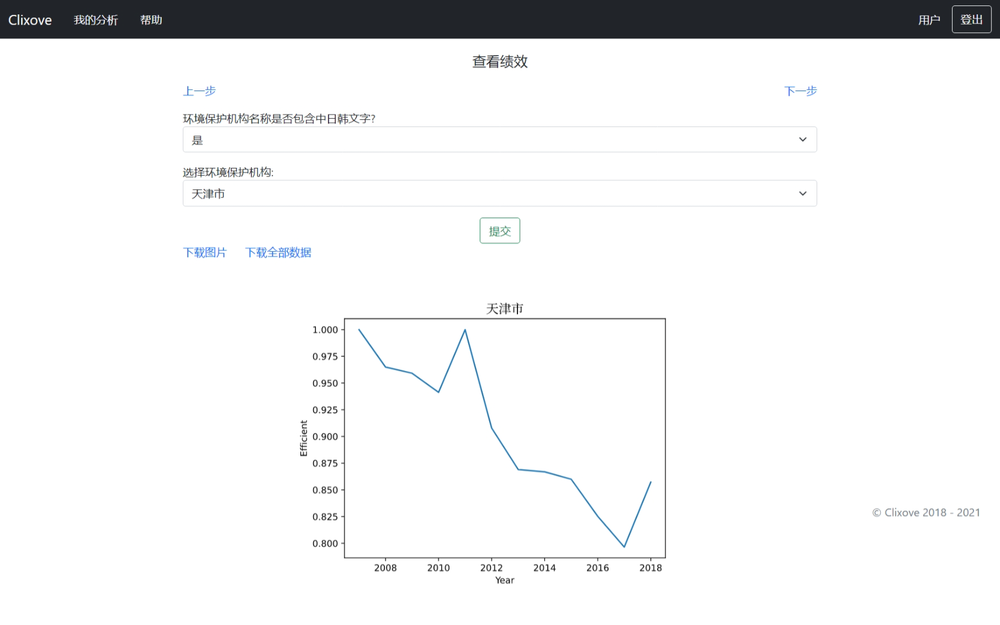 Clixove 我的分析 帮助 用户 登出
查看绩效
上一步 下一步
环境保护机构名称是否包含中日韩文字?
是
选择环境保护机构:
天津市
提交
下载图片 下载全部数据
天津市
1.000
0.975
0.950
0.925
0.900
0.875
0.850
0.825
0.800
Efficient
2008 2010 2012 2014 2016 2018
Year
© Clixove 2018 - 2021